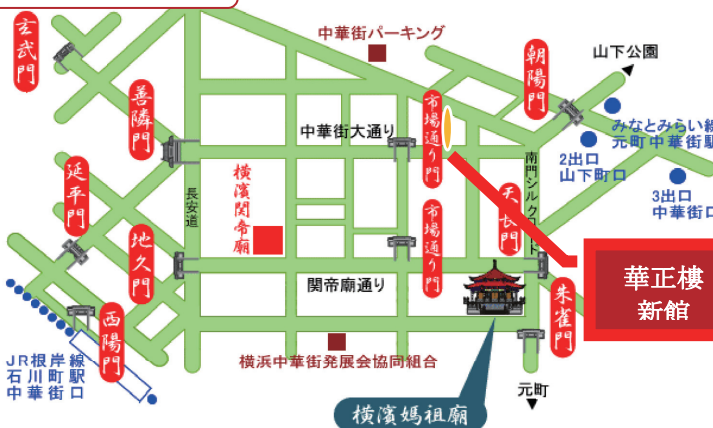 玄武門
中華街パーキング
朝陽門
山下公園
善隣門
市場通り門
中華街大通り
みなとみらい線
元町中華街駅
2出口
山下町口
延平門
横濱関帝廟
長安道
南門シルクロード
天長門
3出口
中華街口
地久門
市場通り門
関帝廟通り
華正樓
新館
朱雀門
西陽門
JR根岸線
石川町駅
中華街口
横浜中華街発展会協同組合
元町
横濱媽祖廟